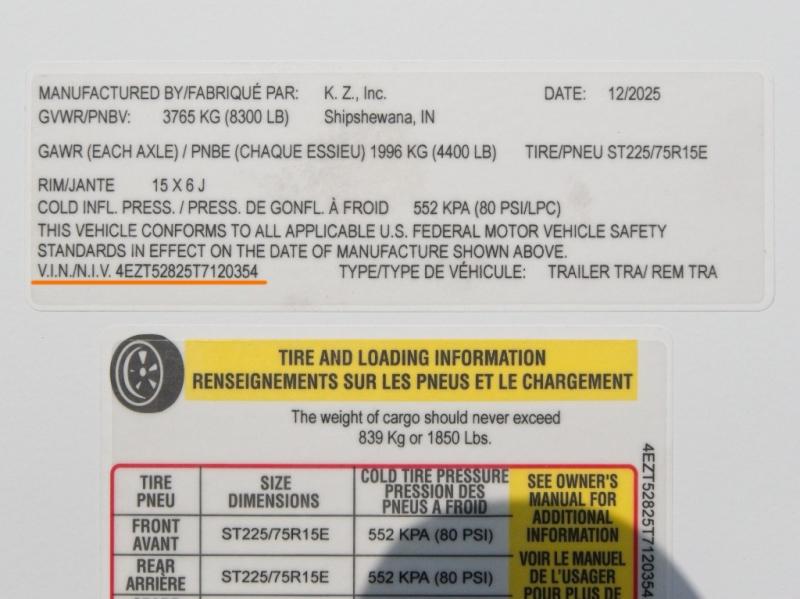 MANUFACTURED BY/FABRIQUÉ PAR: K. Z., Inc. DATE: 12/2025
GVWR/PNBV: 3765 KG (8300 LB) Shipshewana, IN
GAWR (EACH AXLE) / PNBE (CHAQUE ESSIEU) 1996 KG (4400 LB) TIRE/PNEU ST225/75R15E
RIM/JANTE 15 X 6 J
COLD INFL. PRESS. / PRESS. DE GONFL. À FROID 552 KPA (80 PSI/LPC)
THIS VEHICLE CONFORMS TO ALL APPLICABLE U.S. FEDERAL MOTOR VEHICLE SAFETY
STANDARDS IN EFFECT ON THE DATE OF MANUFACTURE SHOWN ABOVE.
V.I.N./N.I.V. 4EZT52825T7120354 TYPE/TYPE DE VÉHICULE: TRAILER TRA/ REM TRA
TIRE AND LOADING INFORMATION
RENSEIGNEMENTS SUR LES PNEUS ET LE CHARGEMENT
The weight of cargo should never exceed
839 Kg or 1850 Lbs.
TIRE
PNEU
SIZE
DIMENSIONS
COLD TIRE PRESSURE
PRESSION DES
PNEUS A FROID
SEE OWNER'S
MANUAL FOR
ADDITIONAL
INFORMATION
FRONT
AVANT
ST225/75R15E
552 KPA (80 PSI)
REAR
ARRIÈRE
ST225/75R15E
552 KPA (80 PSI)
VOIR LE MANUEL
DE L'USAGER
POUR PLUS DE
4EZT52825T7120354